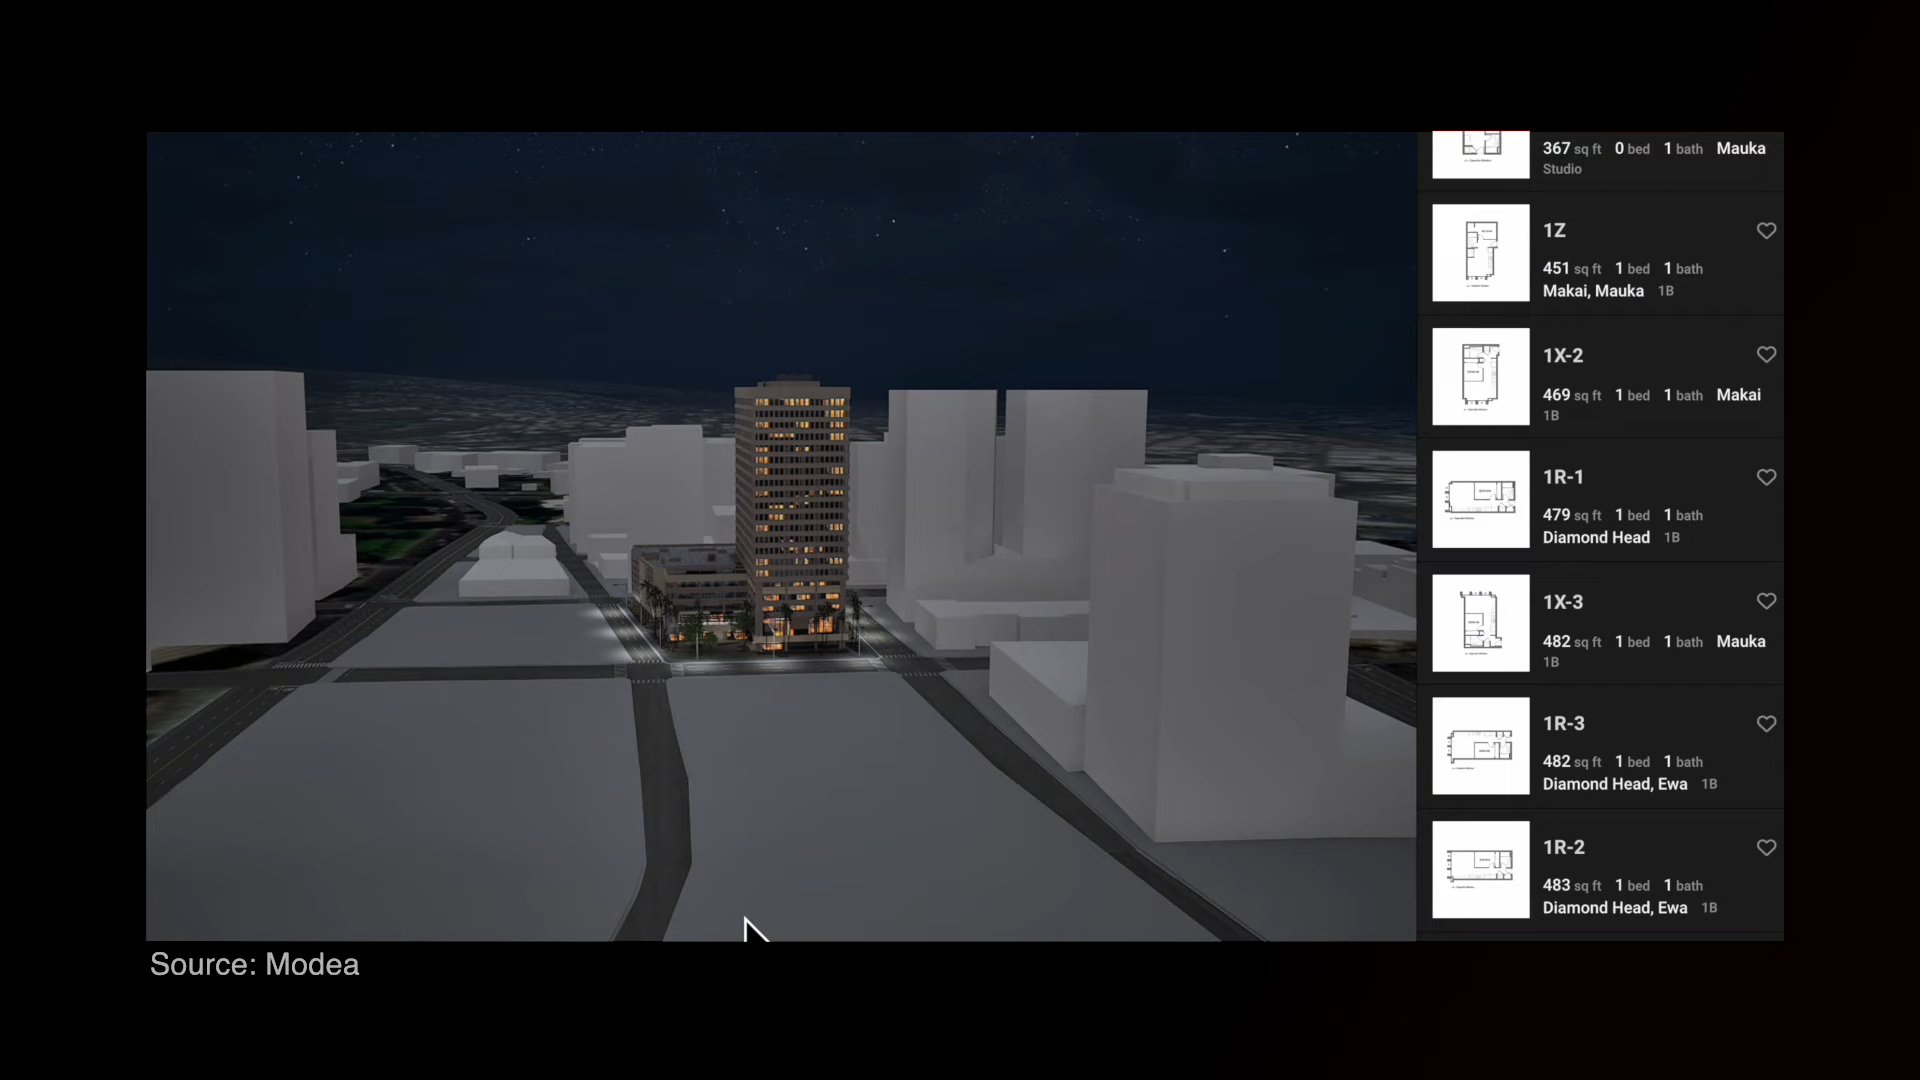 367 sq ft 0 bed 1 bath Mauka
Studio
1Z
451 sq ft 1 bed 1 bath
Makai, Mauka 1B
1X-2
469 sq ft 1 bed 1 bath Makai
1B
1R-1
479 sq ft 1 bed 1 bath
Diamond Head 1B
1X-3
482 sq ft 1 bed 1 bath Mauka
1B
1R-3
482 sq ft 1 bed 1 bath
Diamond Head, Ewa 1B
1R-2
483 sq ft 1 bed 1 bath
Diamond Head, Ewa 1B
Source: Modea